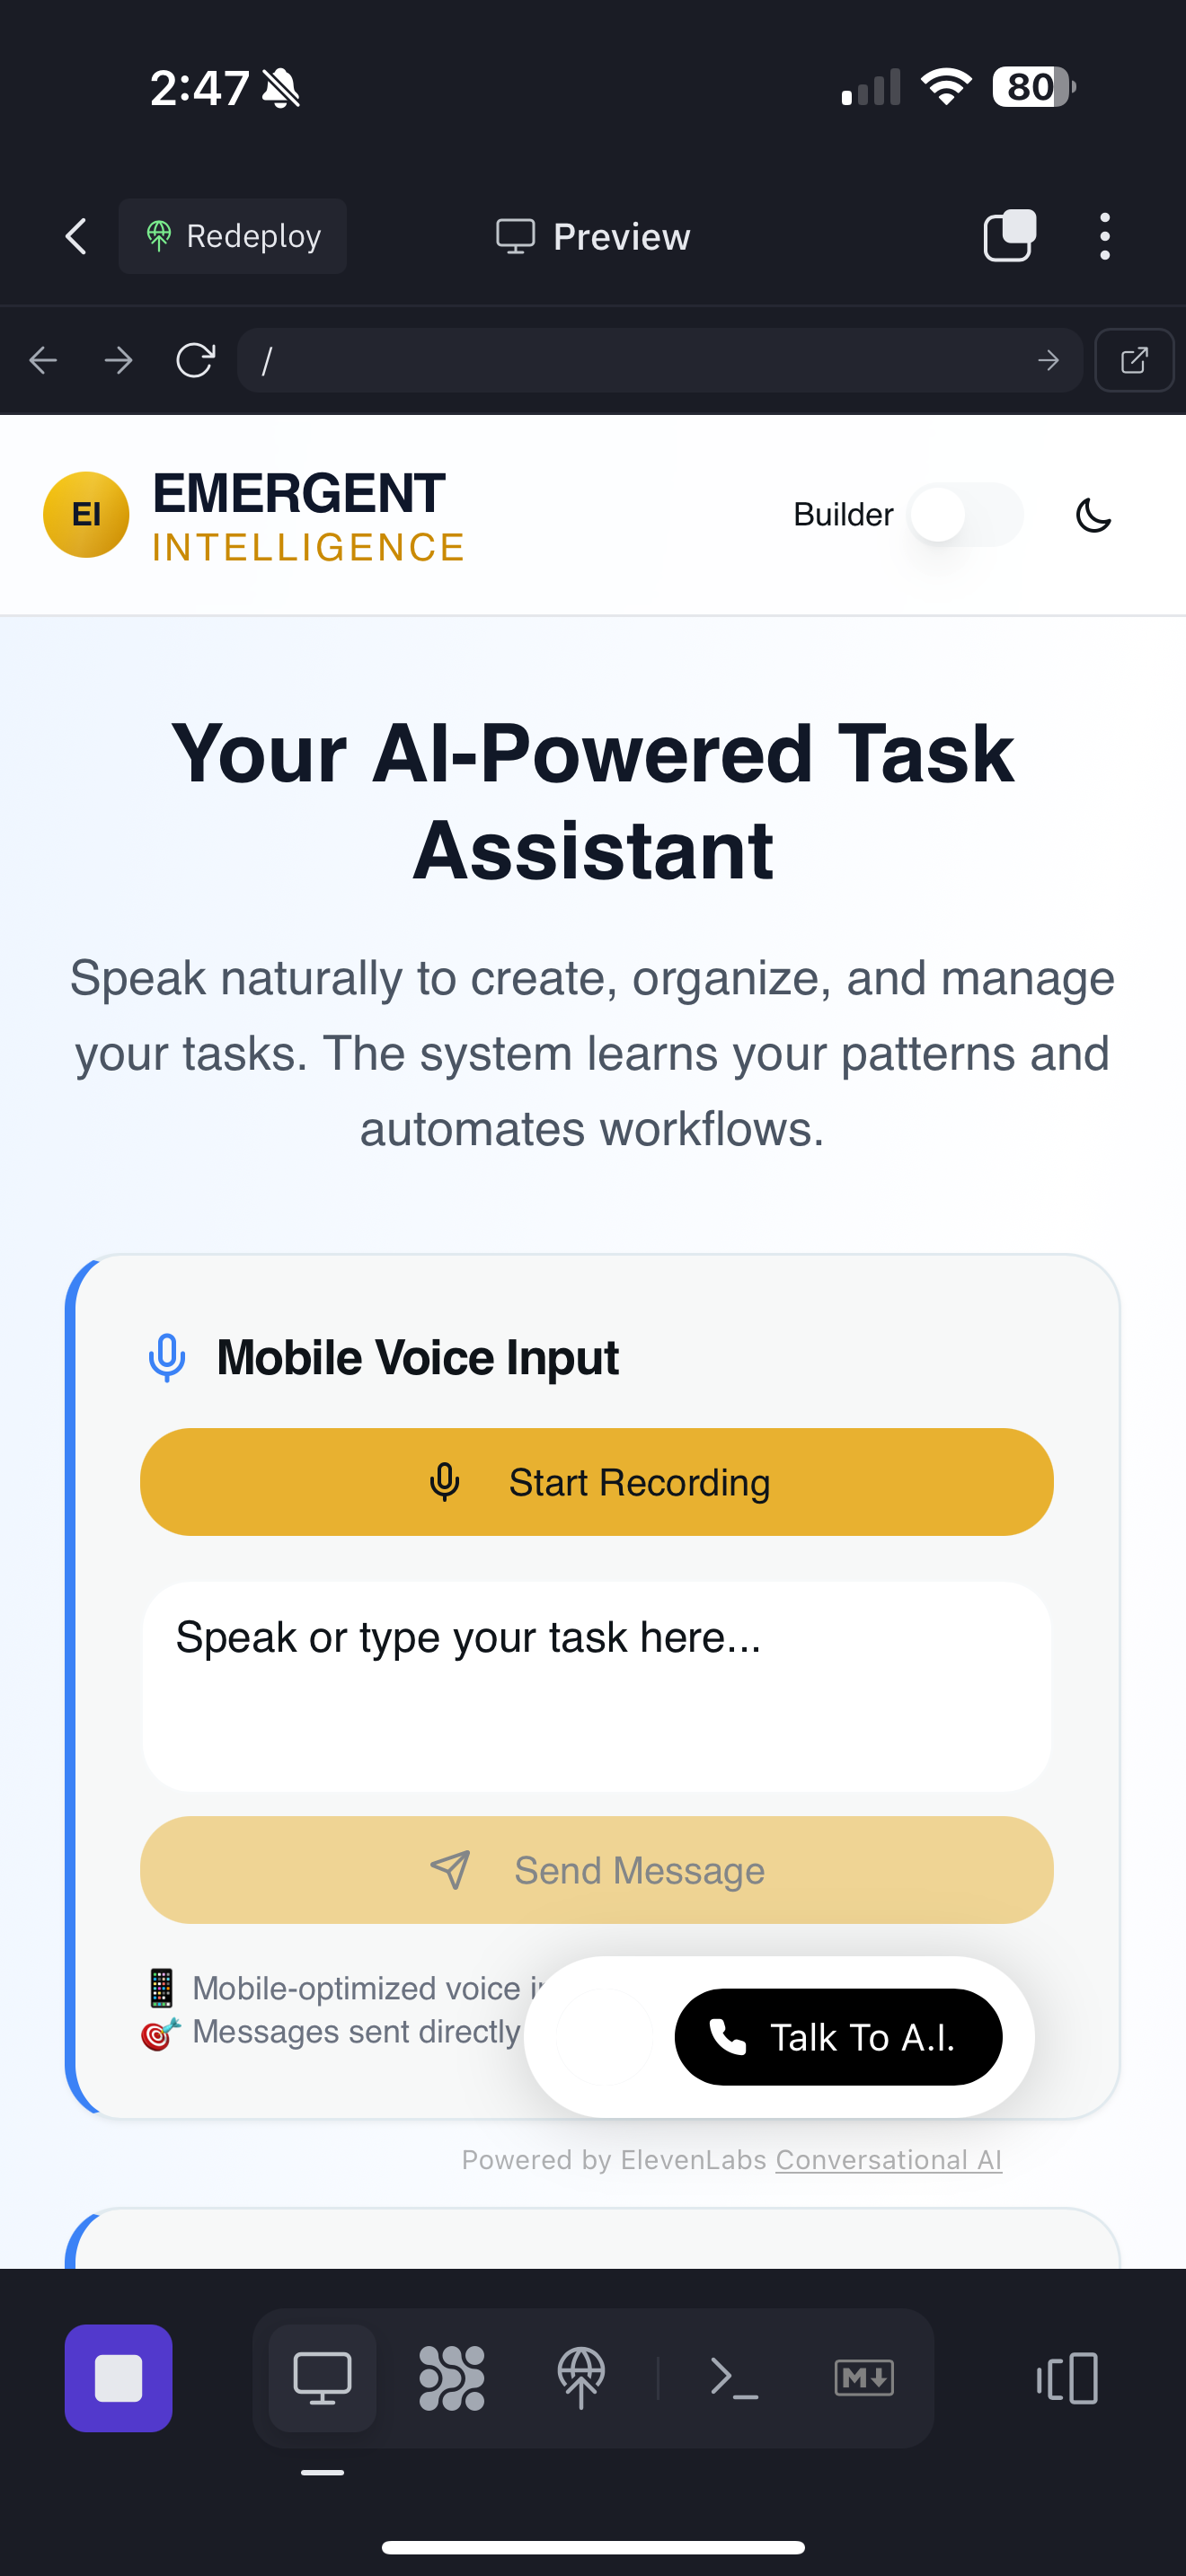 2:47
80
Redeploy
Preview
/
EI
EMERGENT
INTELLIGENCE
Builder
Your AI-Powered Task
Assistant
Speak naturally to create, organize, and manage
your tasks. The system learns your patterns and
automates workflows.
Mobile Voice Input
Start Recording
Speak or type your task here...
Send Message
Mobile-optimized voice
Messages sent directly
Talk To A.I.
Powered by ElevenLabs Conversational AI
M